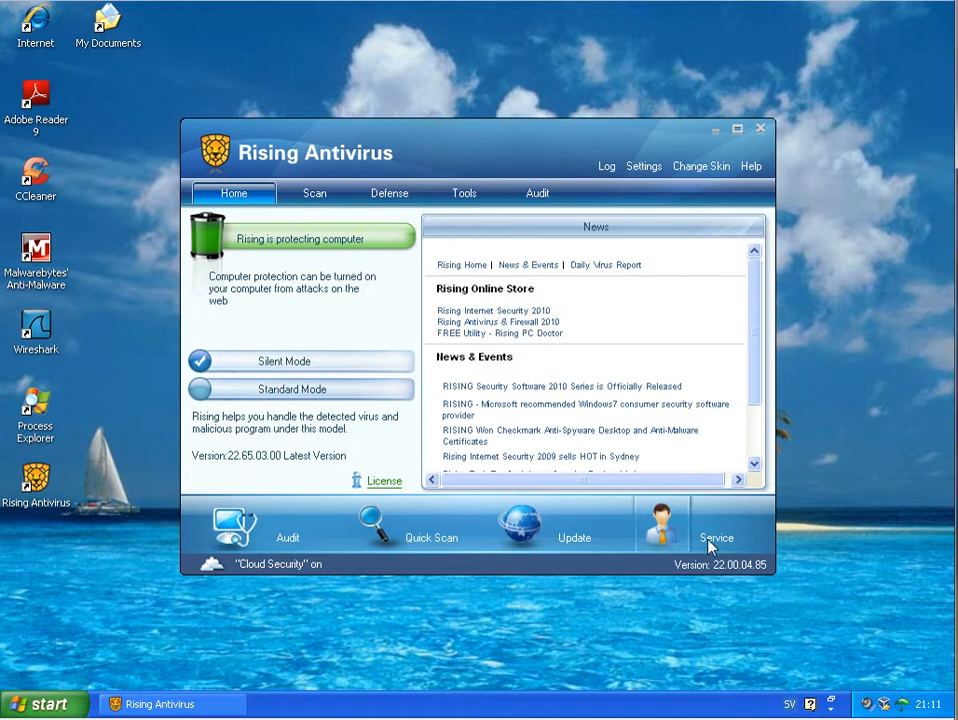 Internet
My Documents
Adobe Reader
9
CCleaner
Malwarebytes'
Anti-Malware
Wireshark
Process
Explorer
Rising Antivirus
Rising Antivirus
Log Settings Change Skin Help
Home Scan Defense Tools Audit
Rising is protecting computer
Computer protection can be turned on
your computer from attacks on the
web
Silent Mode
Standard Mode
Rising helps you handle the detected virus and
malicious program under this model.
Version:22.65.03.00 Latest Version
License
News
Rising Home | News & Events | Daily Virus Report
Rising Online Store
Rising Internet Security 2010
Rising Antivirus & Firewall 2010
FREE Utility - Rising PC Doctor
News & Events
RISING Security Software 2010 Series is Officially Released
RISING - Microsoft recommended Windows7 consumer security software
provider
RISING Won Checkmark Anti-Spyware Desktop and Anti-Malware
Certificates
Rising Internet Security 2009 sells HOT in Sydney
Audit Quick Scan Update Service
"Cloud Security" on
Version: 22.00.04.85
start Rising Antivirus SV 21:11